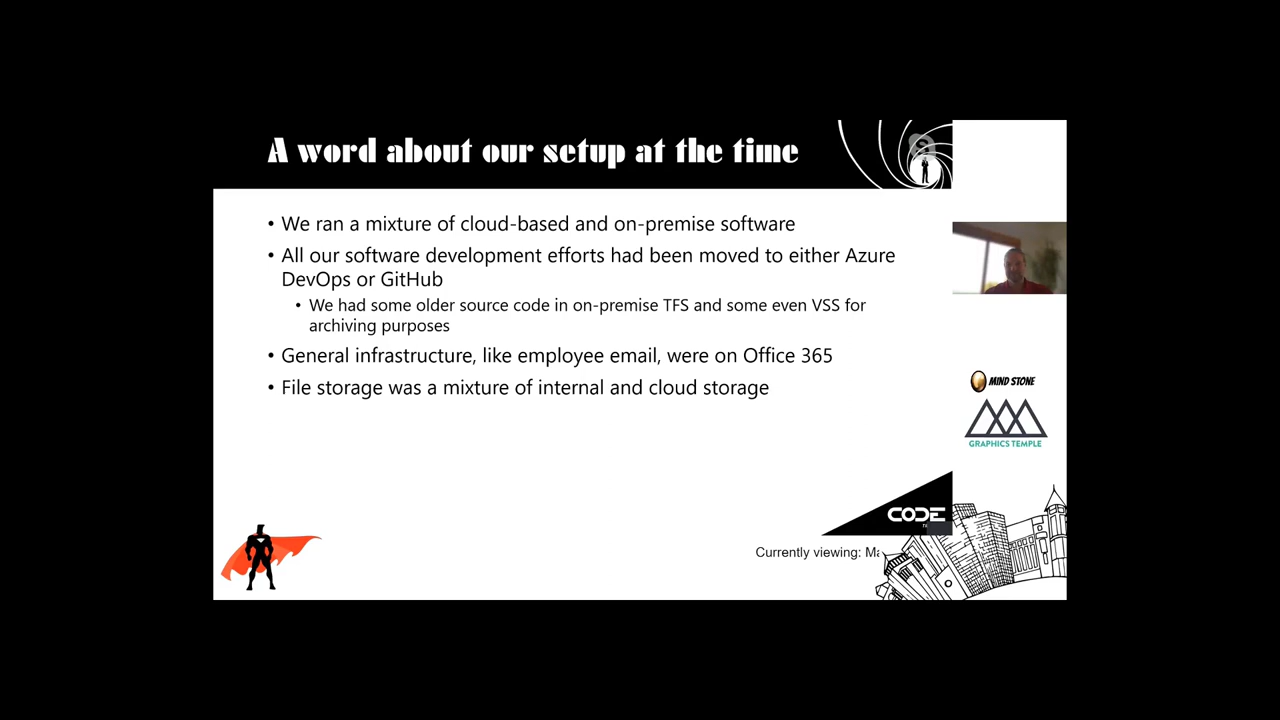 A word about our setup at the time
• We ran a mixture of cloud-based and on-premise software
• All our software development efforts had been moved to either Azure
DevOps or GitHub
• We had some older source code in on-premise TFS and some even VSS for
archiving purposes
• General infrastructure, like employee email, were on Office 365
• File storage was a mixture of internal and cloud storage
MIND STONE
GRAPHICS TEMPLE
CODE
Currently viewing: